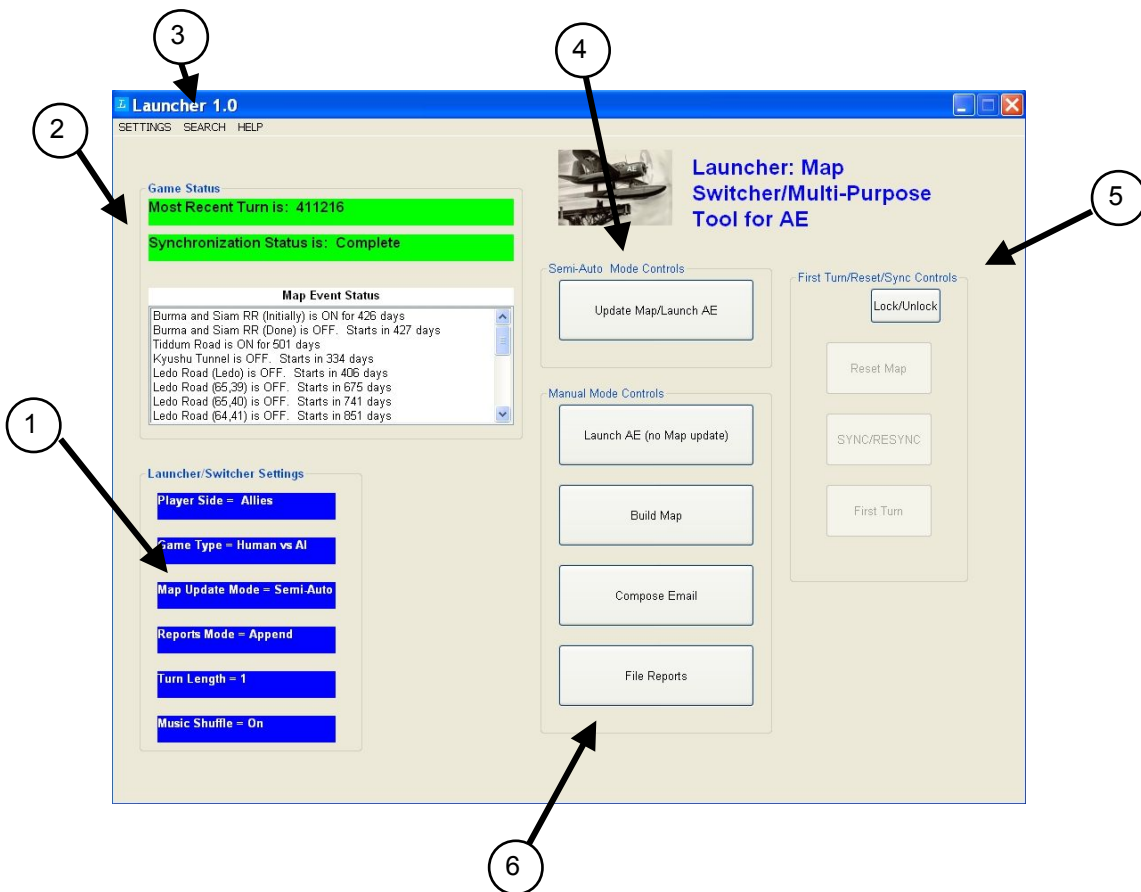 3
4
2
5
1
6
Launcher 1.0
SETTINGS SEARCH HELP
Game Status
Most Recent Turn is: 411216
Synchronization Status is: Complete
Map Event Status
Burma and Siam RR (Initially) is ON for 426 days
Burma and Siam RR (Done) is OFF. Starts in 427 days
Tiddum Road is ON for 501 days
Kyushu Tunnel is OFF. Starts in 334 days
Ledo Road (Ledo) is OFF. Starts in 406 days
Ledo Road (65,39) is OFF. Starts in 675 days
Ledo Road (65,40) is OFF. Starts in 741 days
Ledo Road (64,41) is OFF. Starts in 851 days
Launcher/Switcher Settings
Player Side = Allies
Game Type = Human vs AI
Map Update Mode = Semi-Auto
Reports Mode = Append
Turn Length = 1
Music Shuffle = On
Launcher: Map
Switcher/Multi-Purpose
Tool for AE
Semi-Auto Mode Controls
Update Map/Launch AE
Manual Mode Controls
Launch AE (no Map update)
Build Map
Compose Email
File Reports
First Turn/Reset/Sync Controls
Lock/Unlock
Reset Map
SYNC/RESYNC
First Turn